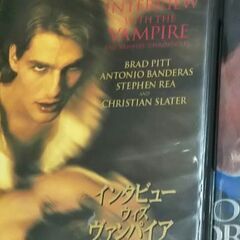 INTERVIEW
WITH THE
VAMPIRE
BRAD PITT
ANTONIO BANDERAS
STEPHEN REA
AND
CHRISTIAN SLATER
インタビュー
ウィズ
ヴァンパイア